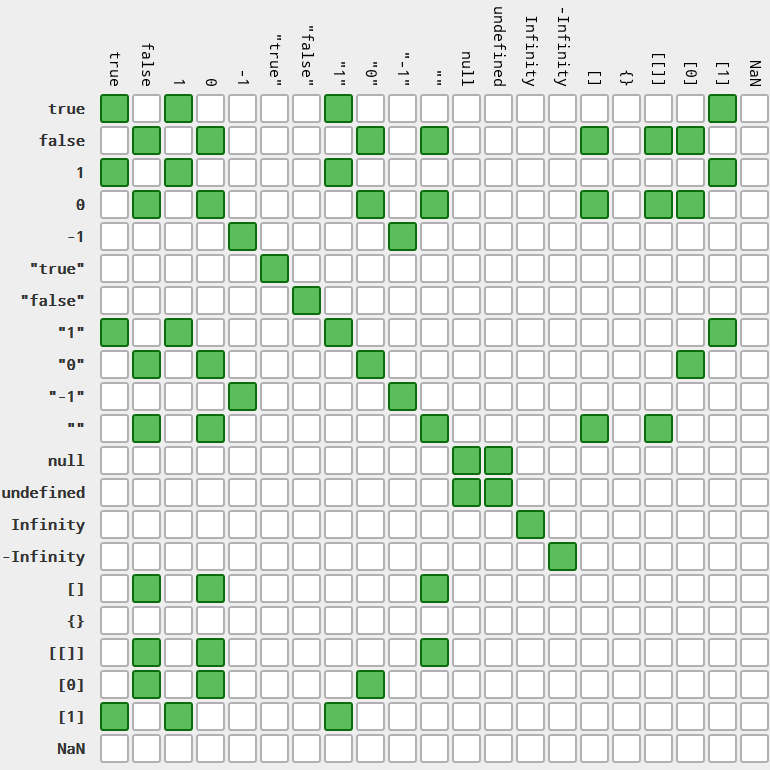 true
false
1
0
-1
"true"
"false"
"1"
"0"
"-1"
""
null
undefined
Infinity
-Infinity
[]
{}
[[]]
[0]
[1]
NaN
true
false
1
0
-1
"true"
"false"
"1"
"0"
"-1"
""
null
undefined
Infinity
-Infinity
[]
{}
[[]]
[0]
[1]
NaN